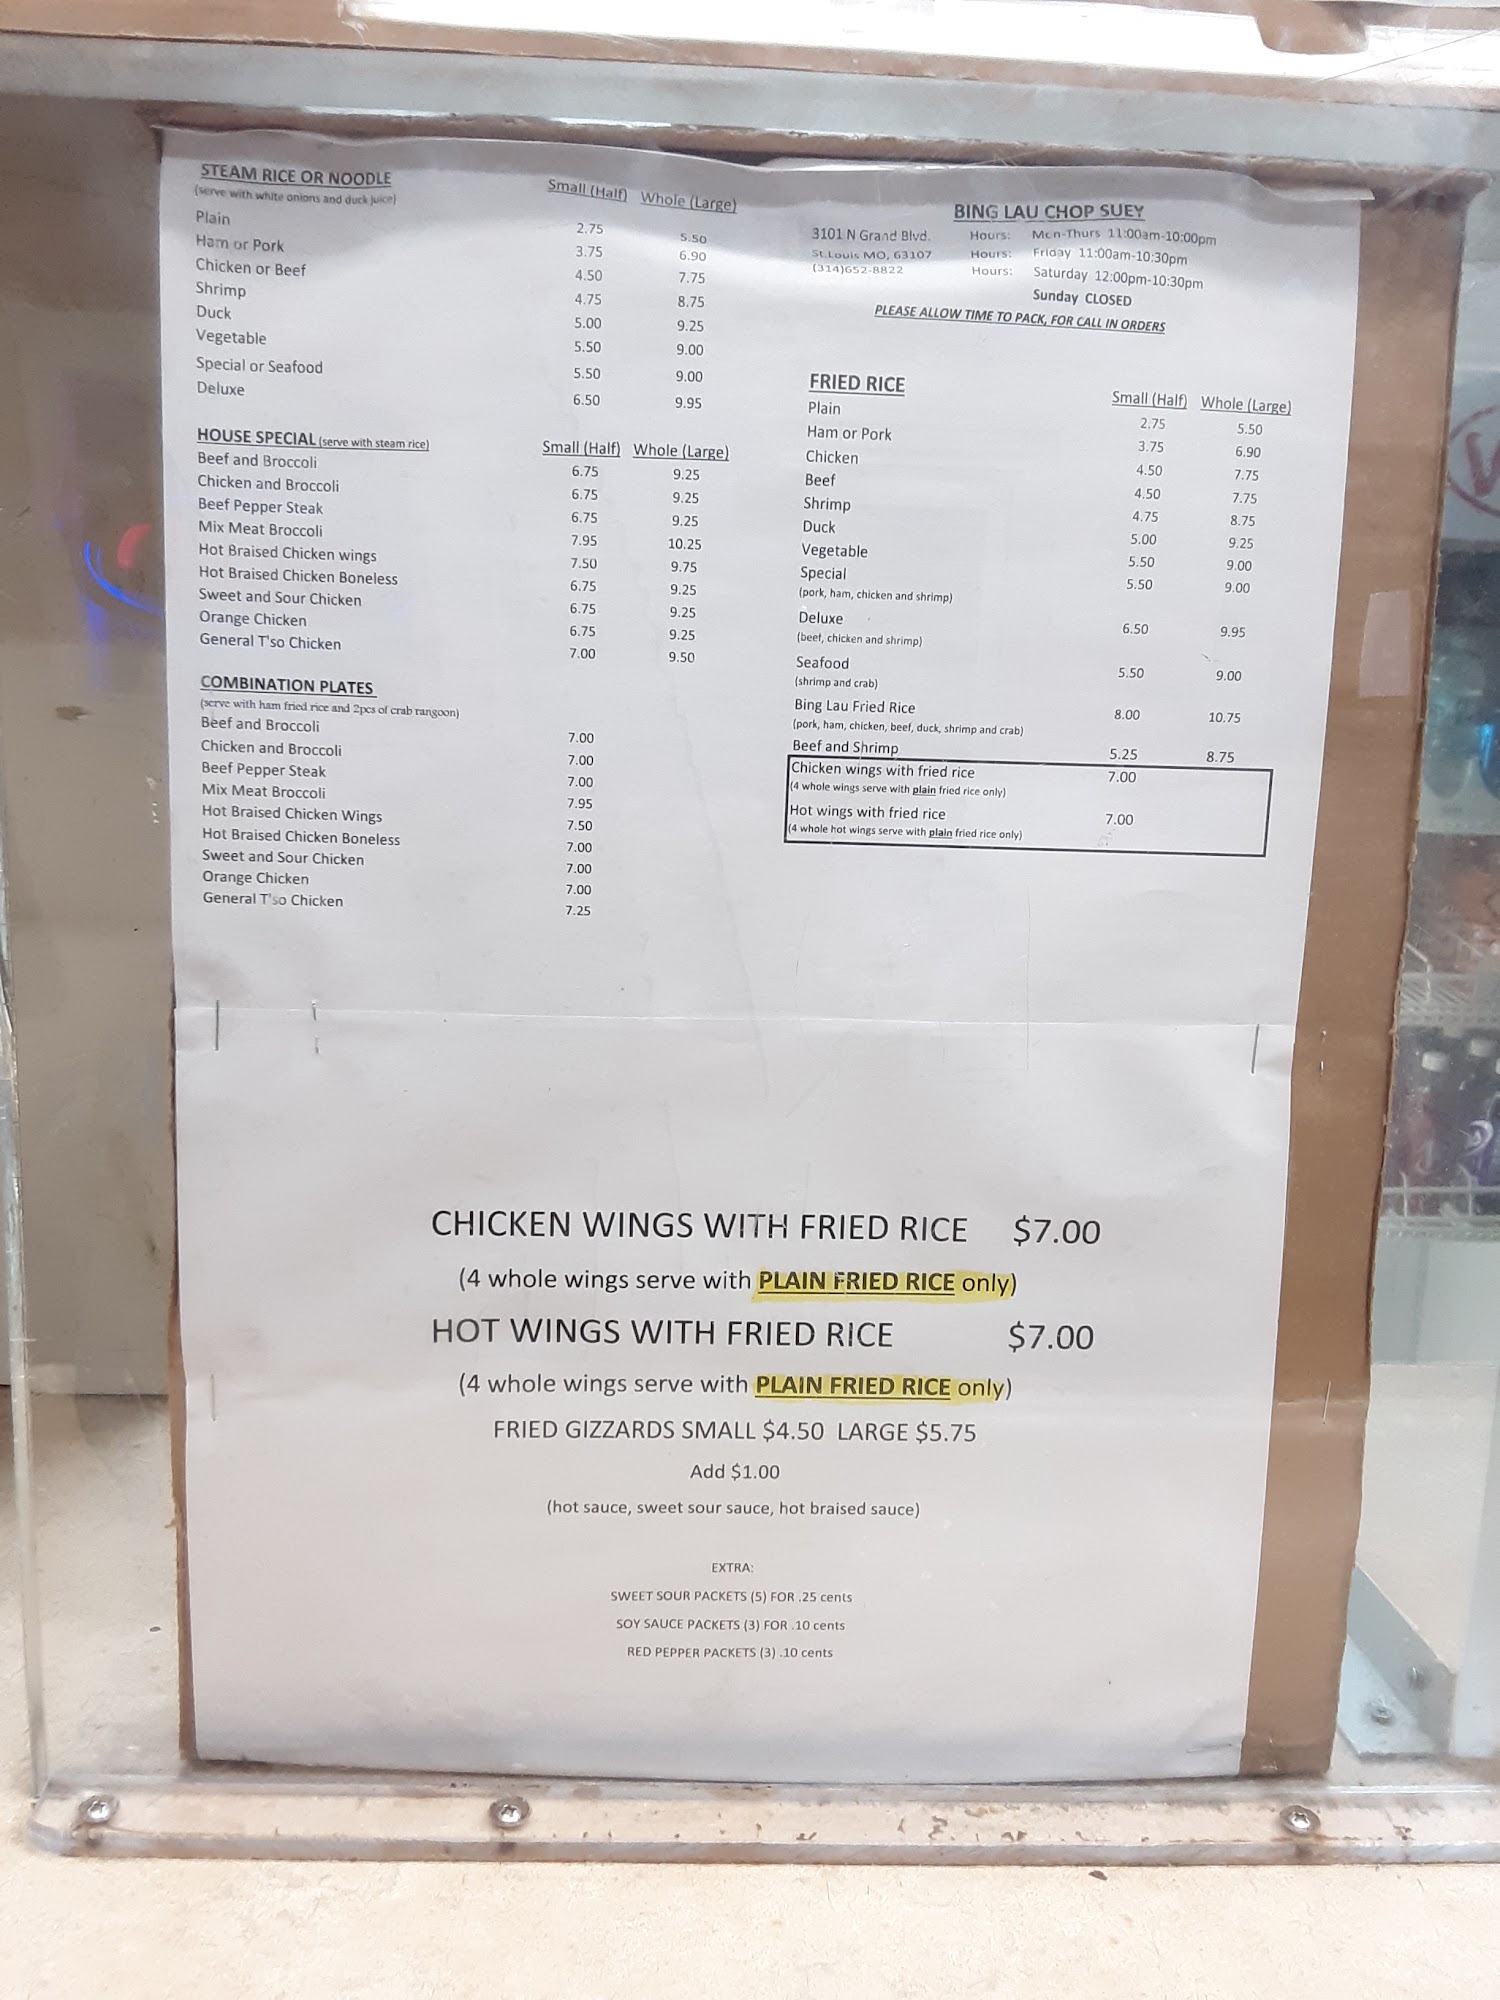 STEAM RICE OR NOODLE Small (Half) Whole (Large)
(serve with white onions and duck juice)
Plain 2.75 5.50
Ham or Pork 3.75 6.90
Chicken or Beef 4.50 7.75
Shrimp 4.75 8.75
Duck 5.00 9.25
Vegetable 5.50 9.00
Special or Seafood 5.50 9.00
Deluxe 6.50 9.95
HOUSE SPECIAL (serve with steam rice) Small (Half) Whole (Large)
Beef and Broccoli 6.75 9.25
Chicken and Broccoli 6.75 9.25
Beef Pepper Steak 6.75 9.25
Mix Meat Broccoli 7.95 10.25
Hot Braised Chicken wings 7.50 9.75
Hot Braised Chicken Boneless 6.75 9.25
Sweet and Sour Chicken 6.75 9.25
Orange Chicken 6.75 9.25
General T'so Chicken 7.00 9.50
COMBINATION PLATES
(serve with ham fried rice and 2pcs of crab rangoon)
Beef and Broccoli 7.00
Chicken and Broccoli 7.00
Beef Pepper Steak 7.00
Mix Meat Broccoli 7.95
Hot Braised Chicken Wings 7.50
Hot Braised Chicken Boneless 7.00
Sweet and Sour Chicken 7.00
Orange Chicken 7.00
General T'so Chicken 7.25
BING LAU CHOP SUEY
3101 N Grand Blvd. Hours: Mon-Thurs 11:00am-10:00pm
St.Louis MO, 63107 Hours: Friday 11:00am-10:30pm
(314)652-8822 Hours: Saturday 12:00pm-10:30pm
Sunday CLOSED
PLEASE ALLOW TIME TO PACK, FOR CALL IN ORDERS
FRIED RICE Small (Half) Whole (Large)
Plain 2.75 5.50
Ham or Pork 3.75 6.90
Chicken 4.50 7.75
Beef 4.50 7.75
Shrimp 4.75 8.75
Duck 5.00 9.25
Vegetable 5.50 9.00
Special 5.50 9.00
(pork, ham, chicken and shrimp)
Deluxe 6.50 9.95
(beef, chicken and shrimp)
Seafood 5.50 9.00
(shrimp and crab)
Bing Lau Fried Rice 8.00 10.75
(pork, ham, chicken, beef, duck, shrimp and crab)
Beef and Shrimp 5.25 8.75
Chicken wings with fried rice 7.00
(4 whole wings serve with plain fried rice only)
Hot wings with fried rice 7.00
(4 whole hot wings serve with plain fried rice only)
CHICKEN WINGS WITH FRIED RICE $7.00
(4 whole wings serve with PLAIN FRIED RICE only)
HOT WINGS WITH FRIED RICE $7.00
(4 whole wings serve with PLAIN FRIED RICE only)
FRIED GIZZARDS SMALL $4.50 LARGE $5.75
Add $1.00
(hot sauce, sweet sour sauce, hot braised sauce)
EXTRA:
SWEET SOUR PACKETS (5) FOR .25 cents
SOY SAUCE PACKETS (3) FOR .10 cents
RED PEPPER PACKETS (3) .10 cents